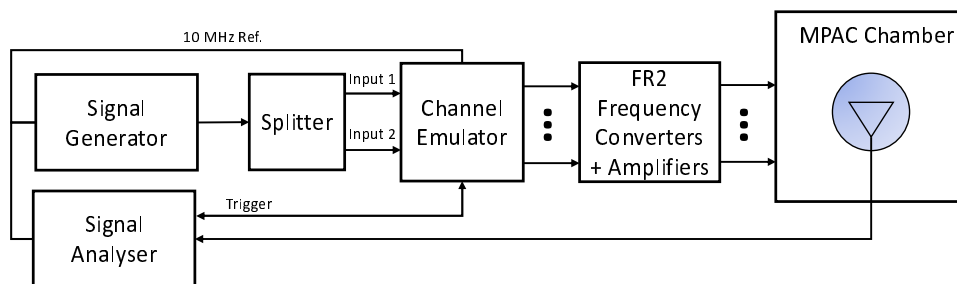 10 MHz Ref.
MPAC Chamber
Signal
Generator
Splitter
Input 1
Input 2
Channel
Emulator
FR2
Frequency
Converters
+ Amplifiers
Trigger
Signal
Analyser